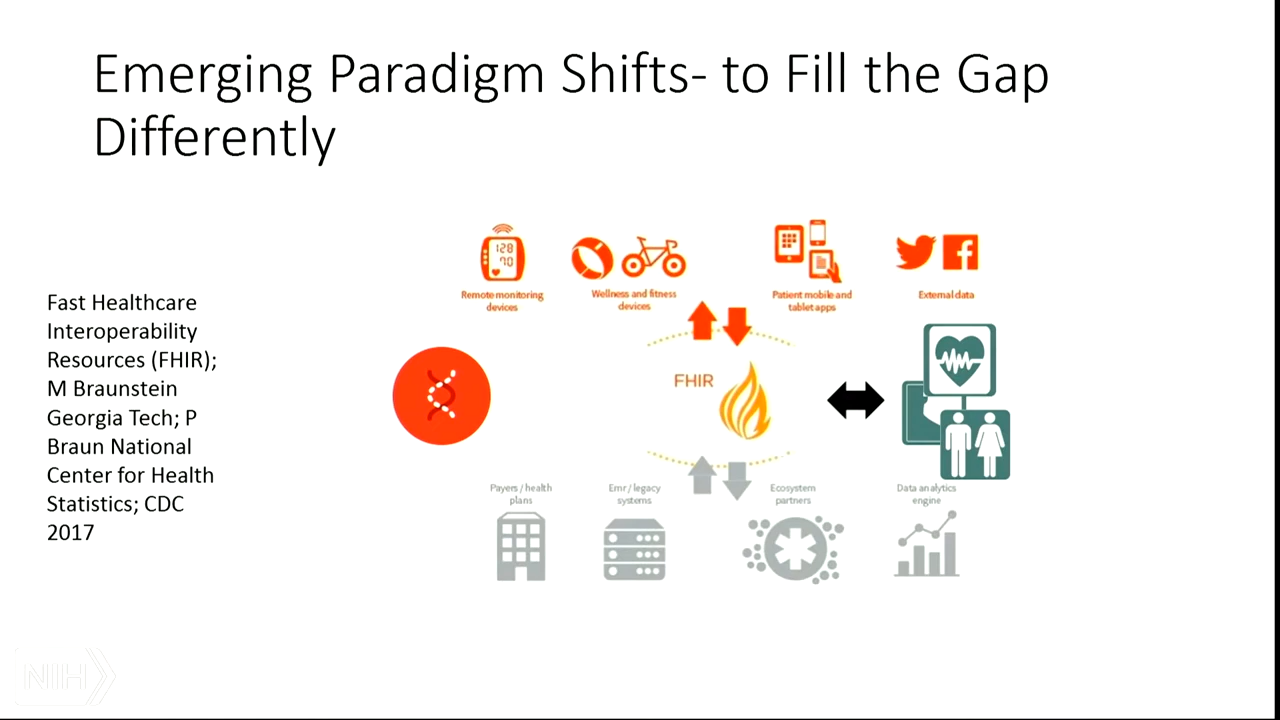 Emerging Paradigm Shifts- to Fill the Gap
Differently
Fast Healthcare
Interoperability
Resources (FHIR);
M Braunstein
Georgia Tech; P
Braun National
Center for Health
Statistics; CDC
2017
128
70
Remote monitoring
devices
Wellness and fitness
devices
Patient mobile and
tablet apps
External data
FHIR
Payers / health
plans
Emr / legacy
systems
Ecosystem
partners
Data analytics
engine
NIH